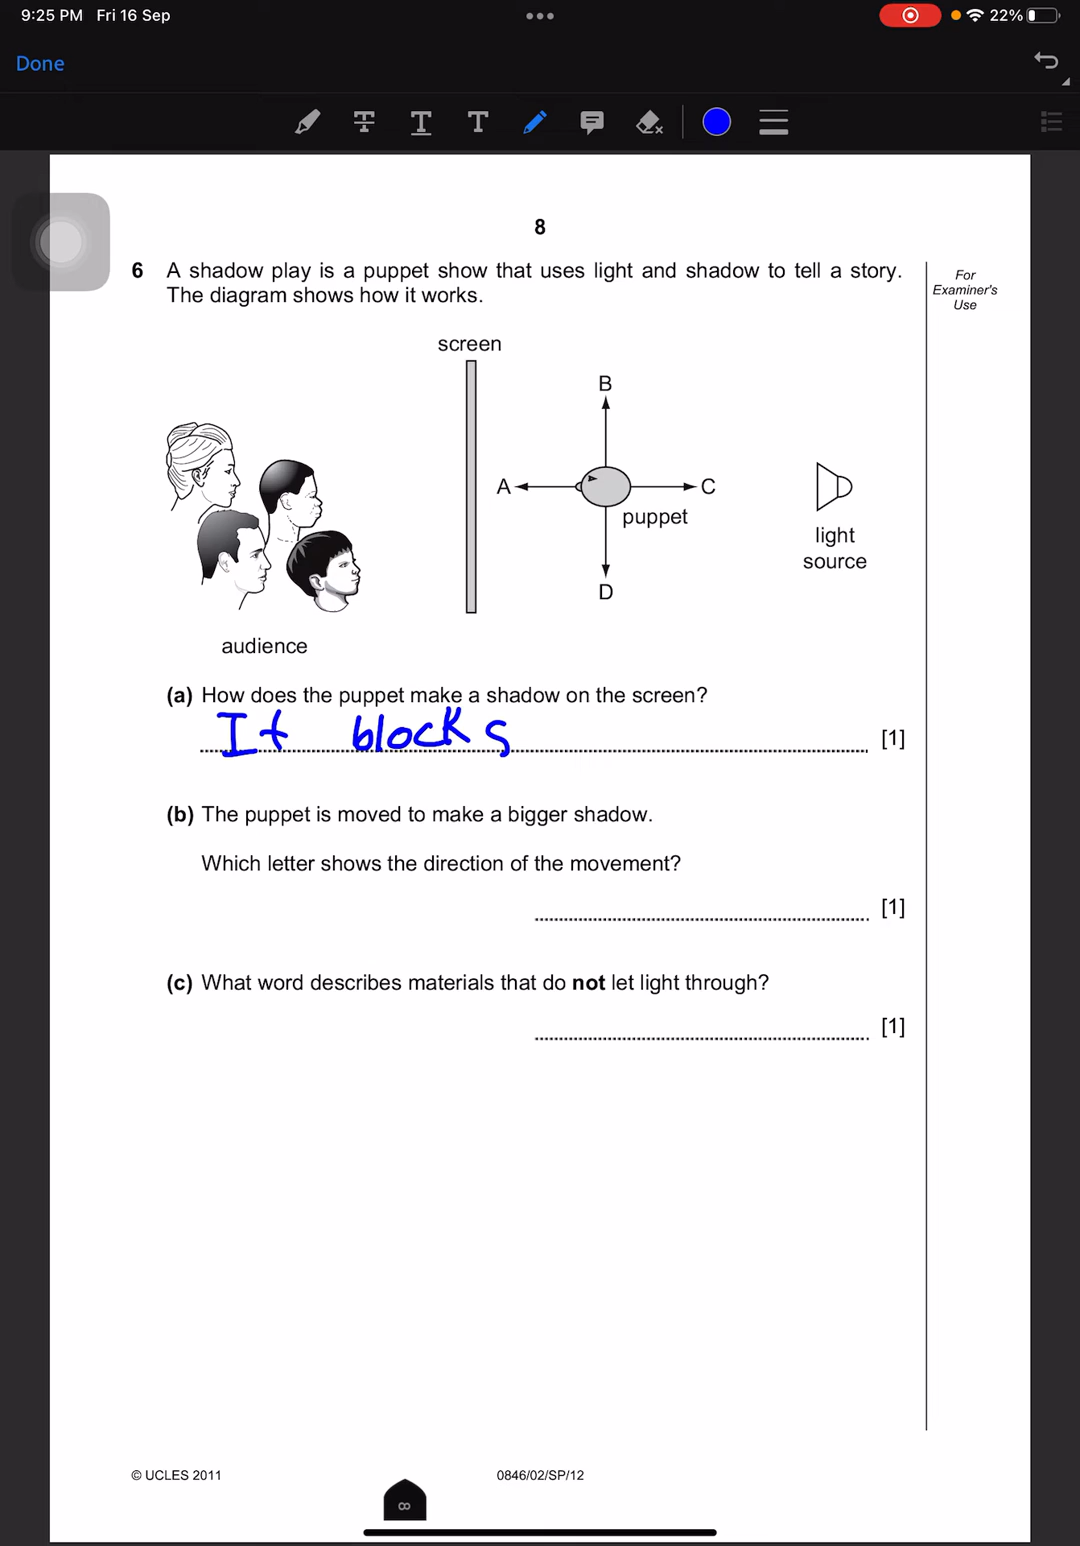 9:25 PM Fri 16 Sep
22%
Done
8
6 A shadow play is a puppet show that uses light and shadow to tell a story.
The diagram shows how it works.
For
Examiner's
Use
screen
B
A
C
puppet
light
source
D
audience
(a) How does the puppet make a shadow on the screen?
It blocks
[1]
(b) The puppet is moved to make a bigger shadow.
Which letter shows the direction of the movement?
[1]
(c) What word describes materials that do not let light through?
[1]
© UCLES 2011
0846/02/SP/12
8